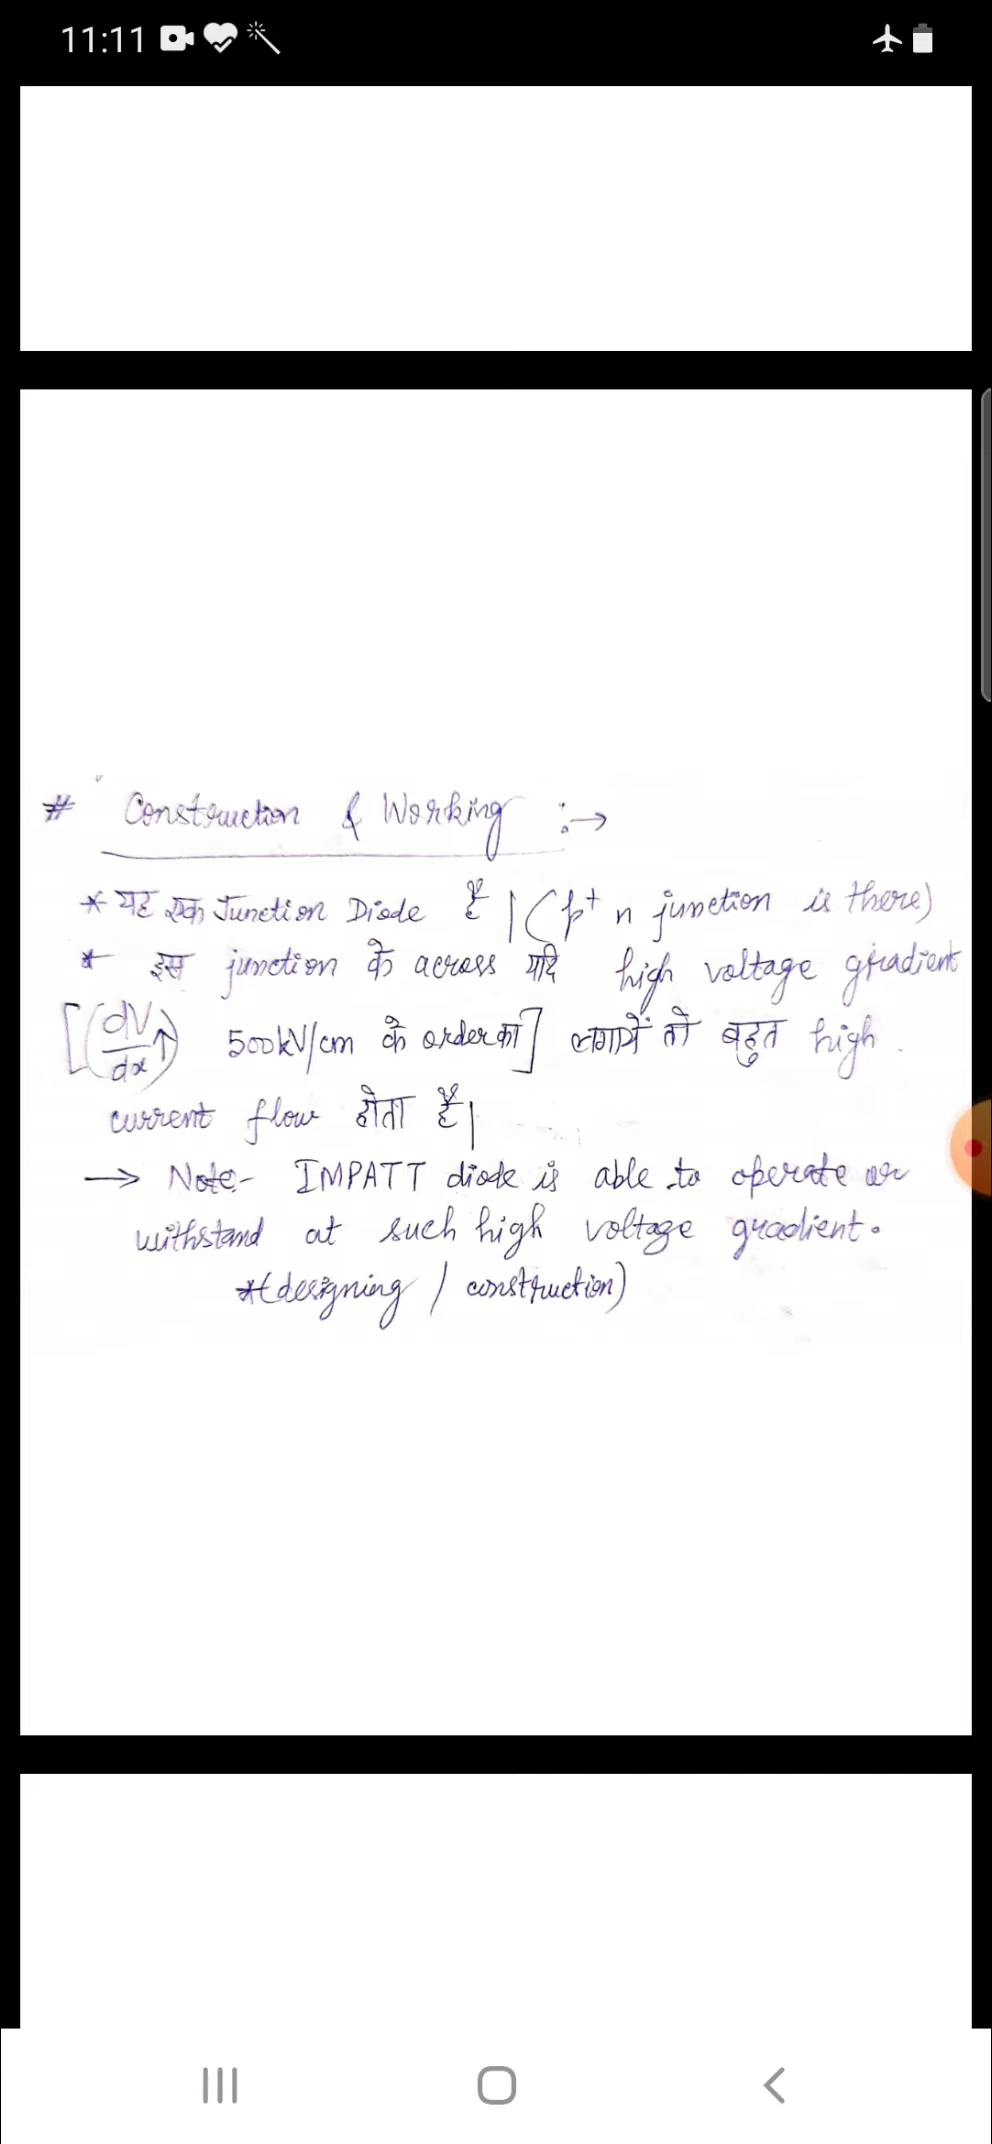 11:11
# Construction & Working :→
* यह एक Junction Diode है | (p+ n junction is there)
* इस junction के across यदि high voltage gradient
[(dV/dx ↑) 500kV/cm के order का] लगायें तो बहुत high
current flow होता है|
→ Note:- IMPATT diode is able to operate or
withstand at such high voltage gradient.
*(designing / construction)